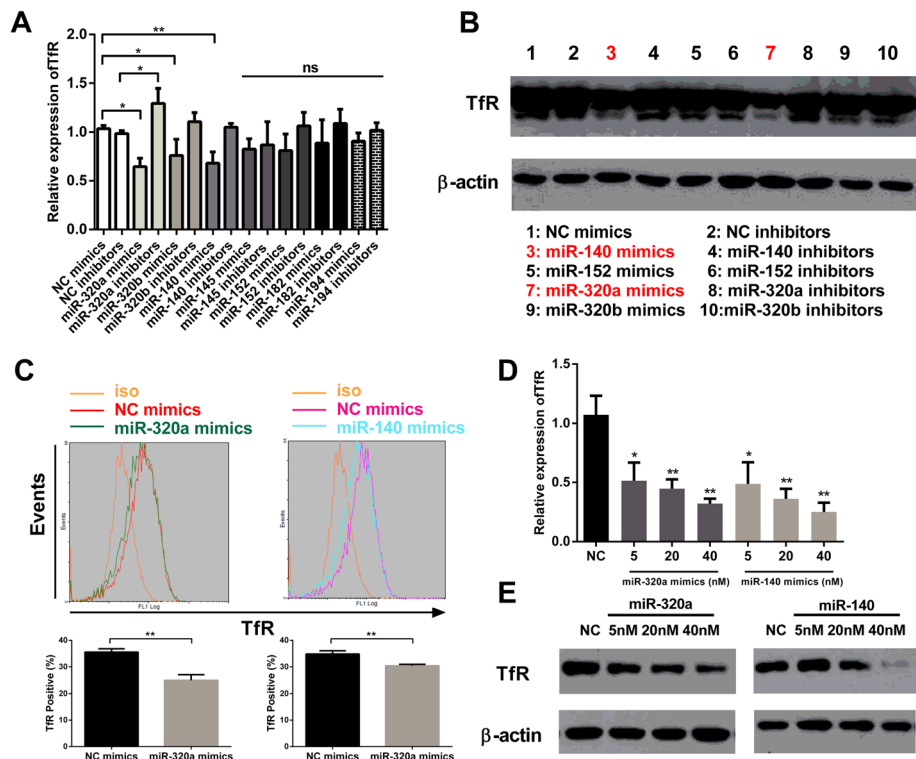 A
Relative expression ofTfR
2.0
1.5
1.0
0.5
0.0
**
*
*
*
ns
NC mimics
NC inhibitors
miR-320a mimics
miR-320a inhibitors
miR-320b mimics
miR-320b inhibitors
miR-140 mimics
miR-140 inhibitors
miR-145 mimics
miR-145 inhibitors
miR-152 mimics
miR-152 inhibitors
miR-182 mimics
miR-182 inhibitors
miR-194 mimics
miR-194 inhibitors
B
1 2 3 4 5 6 7 8 9 10
TfR
β-actin
1: NC mimics 2: NC inhibitors
3: miR-140 mimics 4: miR-140 inhibitors
5: miR-152 mimics 6: miR-152 inhibitors
7: miR-320a mimics 8: miR-320a inhibitors
9: miR-320b mimics 10:miR-320b inhibitors
C
iso
NC mimics
miR-320a mimics
iso
NC mimics
miR-140 mimics
Events
Events
FL1 Log
Events
FL1 Log
TfR
TfR Positive (%)
40
30
20
10
0
**
NC mimics miR-320a mimics
TfR Positive (%)
40
30
20
10
0
**
NC mimics miR-320a mimics
D
Relative expression ofTfR
1.5
1.0
0.5
0.0
* ** ** * ** **
NC 5 20 40 5 20 40
miR-320a mimics (nM) miR-140 mimics (nM)
E
miR-320a miR-140
NC 5nM 20nM 40nM NC 5nM 20nM 40nM
TfR
β-actin